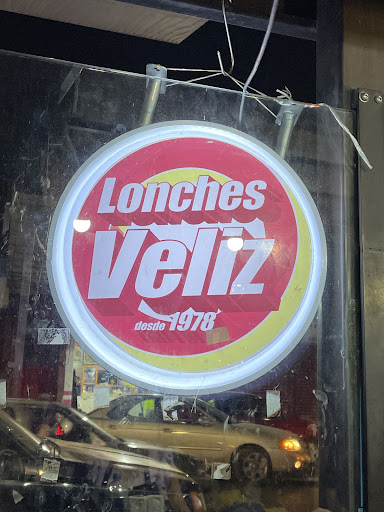 Lonches
Veliz
desde 1978